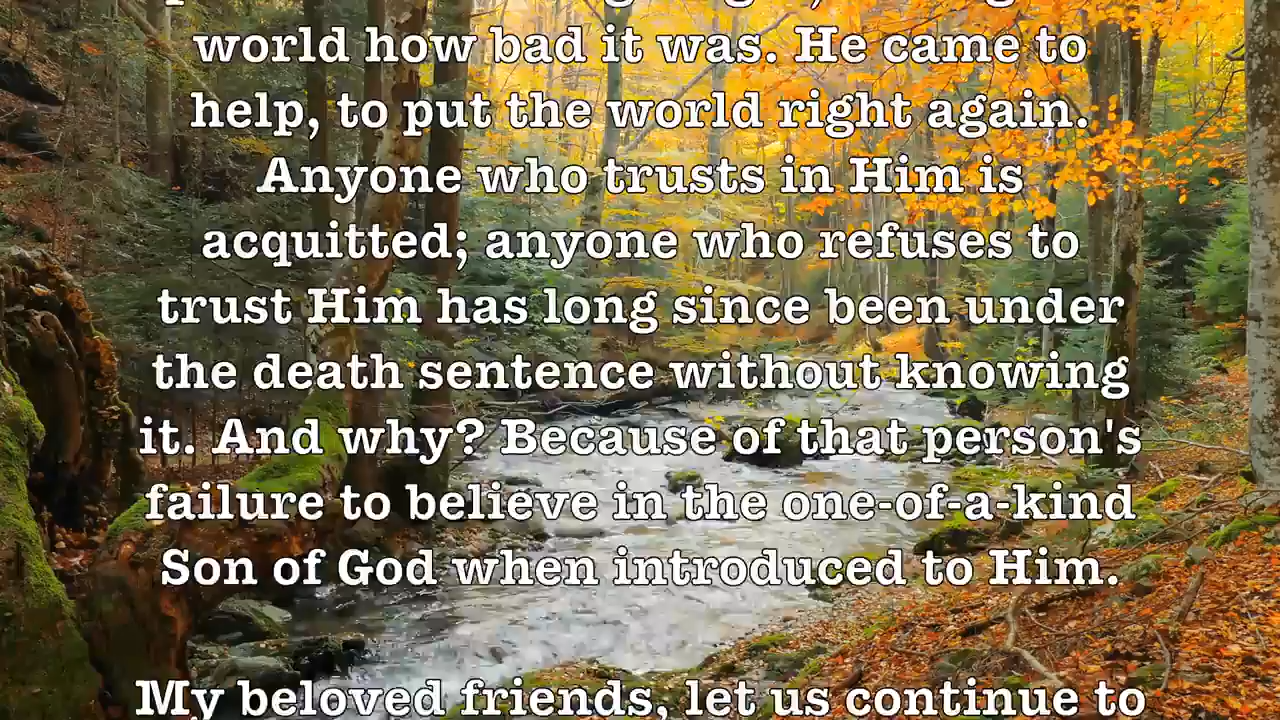 world how bad it was. He came to
help, to put the world right again.
Anyone who trusts in Him is
acquitted; anyone who refuses to
trust Him has long since been under
the death sentence without knowing
it. And why? Because of that person's
failure to believe in the one-of-a-kind
Son of God when introduced to Him.
My beloved friends, let us continue to